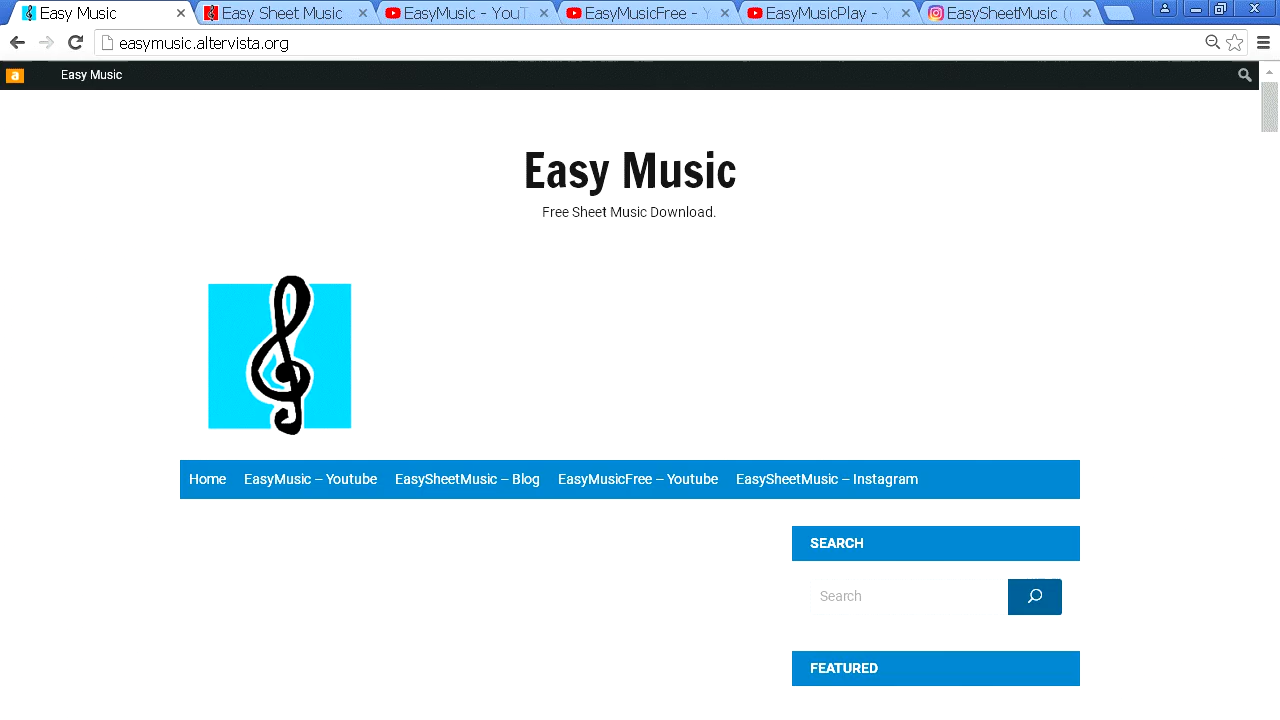 Easy Music
Easy Sheet Music
EasyMusic - YouT
EasyMusicFree - Y
EasyMusicPlay - Y
EasySheetMusic (
easymusic.altervista.org
a
Easy Music
Easy Music
Free Sheet Music Download.
Home EasyMusic – Youtube EasySheetMusic – Blog EasyMusicFree – Youtube EasySheetMusic – Instagram
SEARCH
Search
FEATURED